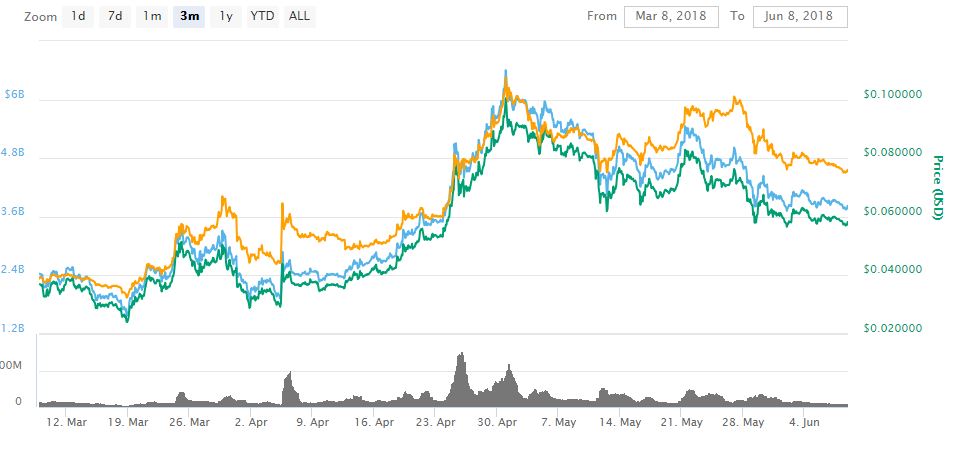 Zoom 1d 7d 1m 3m 1y YTD ALL From Mar 8, 2018 To Jun 8, 2018
$6B $0.100000
4.8B $0.080000
Price (USD)
3.6B $0.060000
2.4B $0.040000
1.2B $0.020000
00M
0
12. Mar 19. Mar 26. Mar 2. Apr 9. Apr 16. Apr 23. Apr 30. Apr 7. May 14. May 21. May 28. May 4. Jun